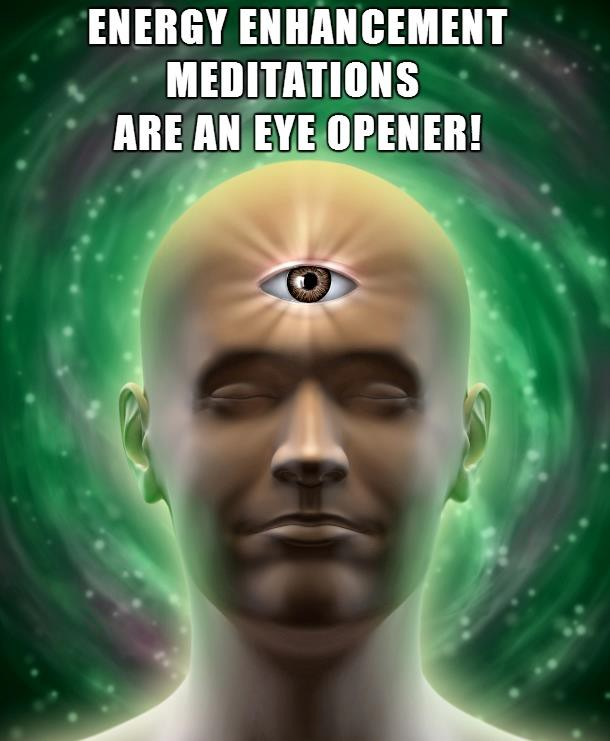 ENERGY ENHANCEMENT
MEDITATIONS
ARE AN EYE OPENER!